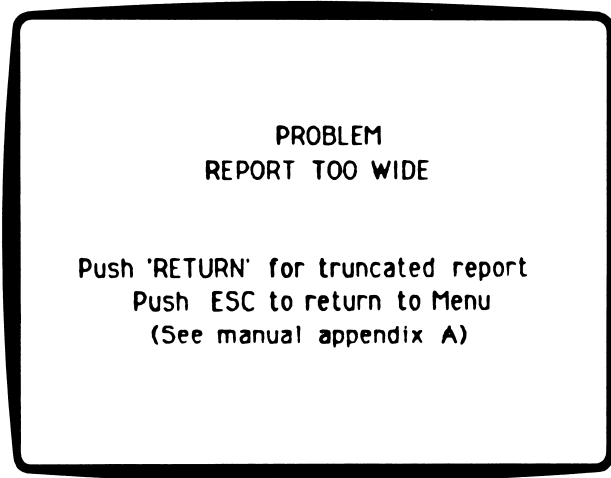 PROBLEM
REPORT TOO WIDE
Push 'RETURN' for truncated report
Push ESC to return to Menu
(See manual appendix A)